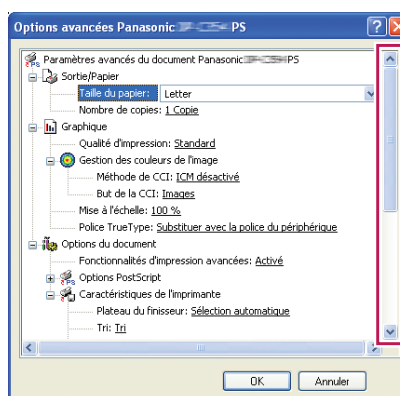 Options avancées Panasonic PS
Paramètres avancés du document Panasonic PS
Sortie/Papier
Taille du papier: Letter
Nombre de copies: 1 Copie
Graphique
Qualité d'impression: Standard
Gestion des couleurs de l'image
Méthode de CCI: ICM désactivé
But de la CCI: Images
Mise à l'échelle: 100 %
Police TrueType: Substituer avec la police du périphérique
Options du document
Fonctionnalités d'impression avancées: Activé
Options PostScript
Caractéristiques de l'imprimante
Plateau du finisseur: Sélection automatique
Tri: Tri
OK Annuler